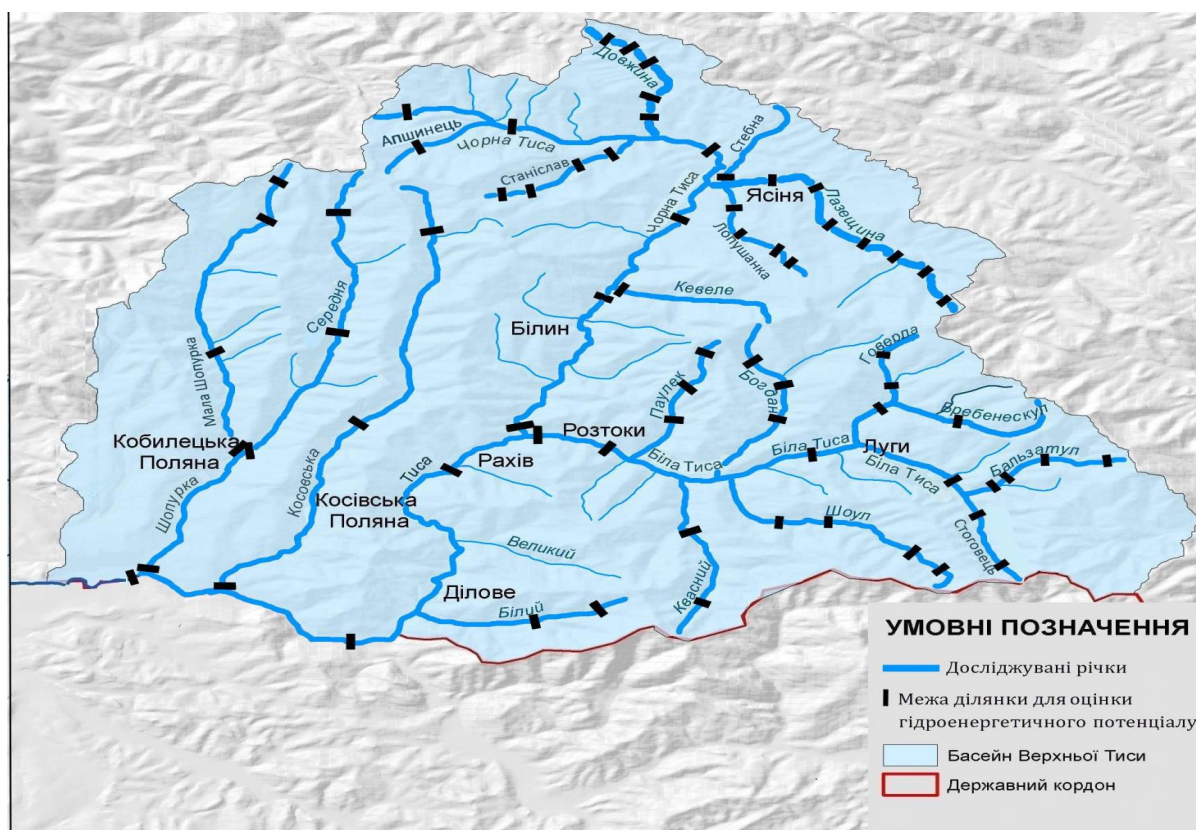 Довжина
Апшинець
Чорна Тиса
Стебна
Станіслав
Ясіня
Чорна Тиса
Лазещина
Лопушанка
Кевеле
Середня
Білин
Мала Шопурка
Говерла
Паулек
Богдан
Бребенескул
Кобилецька
Поляна
Розтоки
Луги
Біла Тиса
Рахів
Біла Тиса
Біла Тиса
Бальзатул
Тиса
Косовська
Косівська
Поляна
Шопурка
Шоул
Стоговець
Великий
Квасний
Ділове
Білий
УМОВНІ ПОЗНАЧЕННЯ
Досліджувані річки
Межа ділянки для оцінки
гідроенергетичного потенціалу
Басейн Верхньої Тиси
Державний кордон